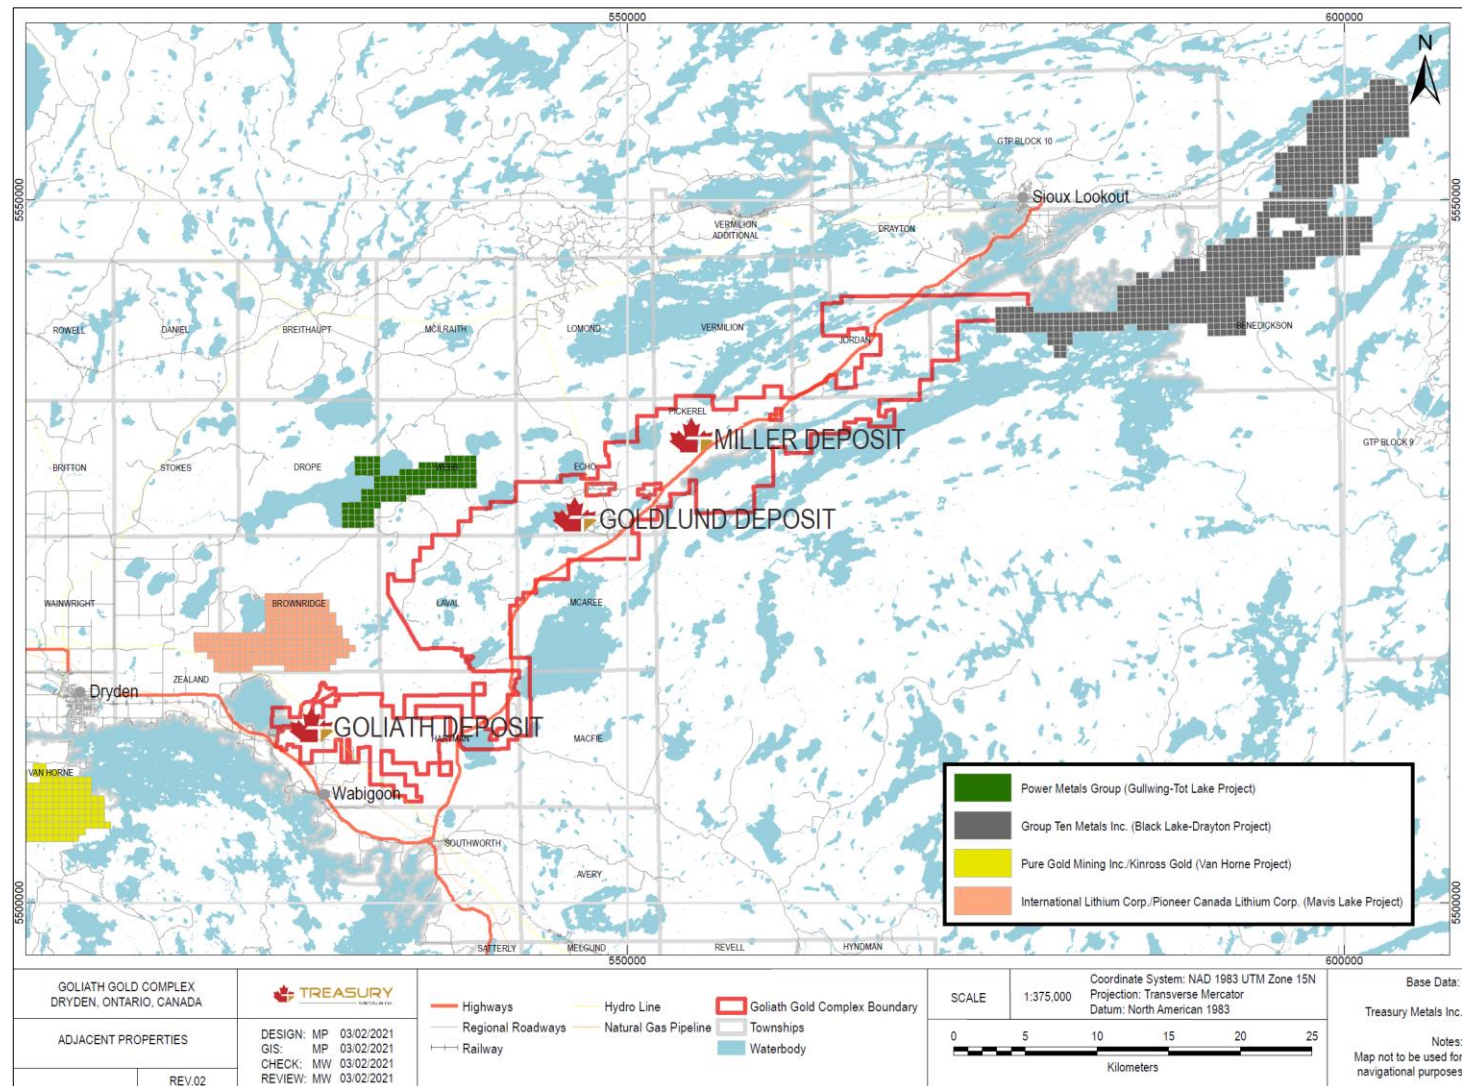 550000
600000
N
GTP BLOCK 10
5550000
Sioux Lookout
5550000
VERMILION
ADDITIONAL
DRAYTON
ROWELL
DANIEL
BREITHAUPT
MCILRAITH
LOMOND
VERMILION
JORDAN
BENEDICKSON
PICKEREL
MILLER DEPOSIT
GTP BLOCK 9
BRITTON
STOKES
DROPE
WEBB
ECHO
GOLDLUND DEPOSIT
WAINWRIGHT
BROWNRIDGE
LAVAL
MCAREE
ZEALAND
Dryden
GOLIATH DEPOSIT
HARTMAN
MACFIE
VAN HORNE
Wabigoon
Power Metals Group (Gullwing-Tot Lake Project)
Group Ten Metals Inc. (Black Lake-Drayton Project)
Pure Gold Mining Inc./Kinross Gold (Van Horne Project)
International Lithium Corp./Pioneer Canada Lithium Corp. (Mavis Lake Project)
SOUTHWORTH
AVERY
5500000
5500000
SATTERLY
MELGUND
REVELL
HYNDMAN
550000
600000
GOLIATH GOLD COMPLEX
DRYDEN, ONTARIO, CANADA
ADJACENT PROPERTIES
REV.02
TREASURY
METALS INC.
DESIGN: MP 03/02/2021
GIS: MP 03/02/2021
CHECK: MW 03/02/2021
REVIEW: MW 03/02/2021
Highways
Regional Roadways
Railway
Hydro Line
Natural Gas Pipeline
Goliath Gold Complex Boundary
Townships
Waterbody
SCALE
1:375,000
Coordinate System: NAD 1983 UTM Zone 15N
Projection: Transverse Mercator
Datum: North American 1983
0 5 10 15 20 25
Kilometers
Base Data:
Treasury Metals Inc.
Notes:
Map not to be used for
navigational purposes